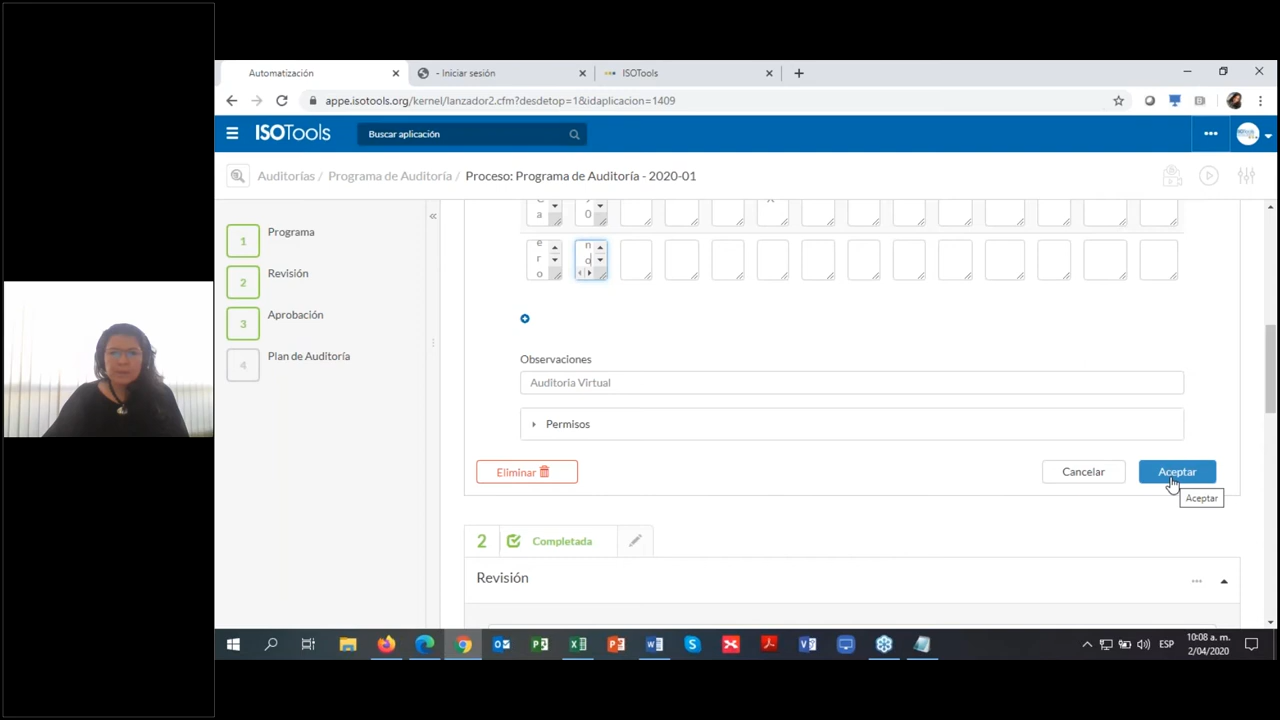 Automatización
- Iniciar sesión
ISOTools
appe.isotools.org/kernel/lanzador2.cfm?desdetop=1&idaplicacion=1409
ISOTools
Buscar aplicación
Auditorías / Programa de Auditoría / Proceso: Programa de Auditoría - 2020-01
1 Programa
2 Revisión
3 Aprobación
4 Plan de Auditoría
a
0
e
r
o
n
o
Observaciones
Auditoria Virtual
Permisos
Eliminar
Cancelar
Aceptar
Aceptar
2 Completada
Revisión
ESP
10:08 a. m.
2/04/2020